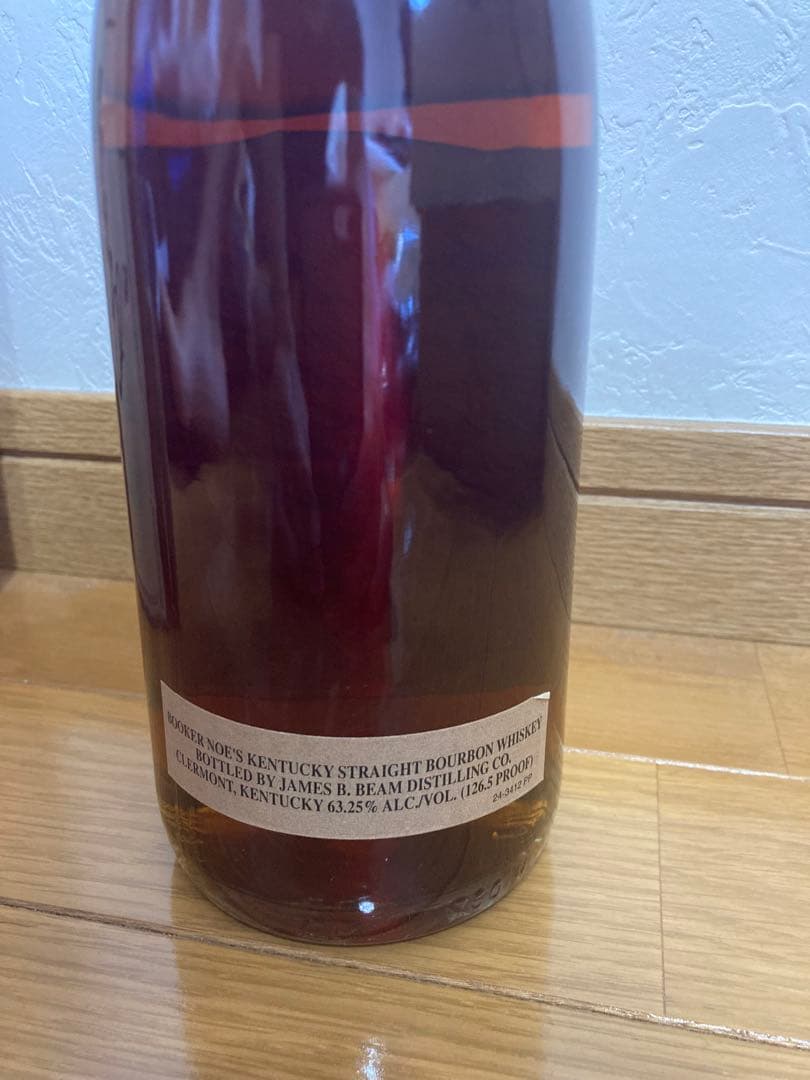 BOOKER NOE'S KENTUCKY STRAIGHT BOURBON WHISKEY
BOTTLED BY JAMES B. BEAM DISTILLING CO.
CLERMONT, KENTUCKY 63.25% ALC./VOL. (126.5 PROOF)
24-3412 FP